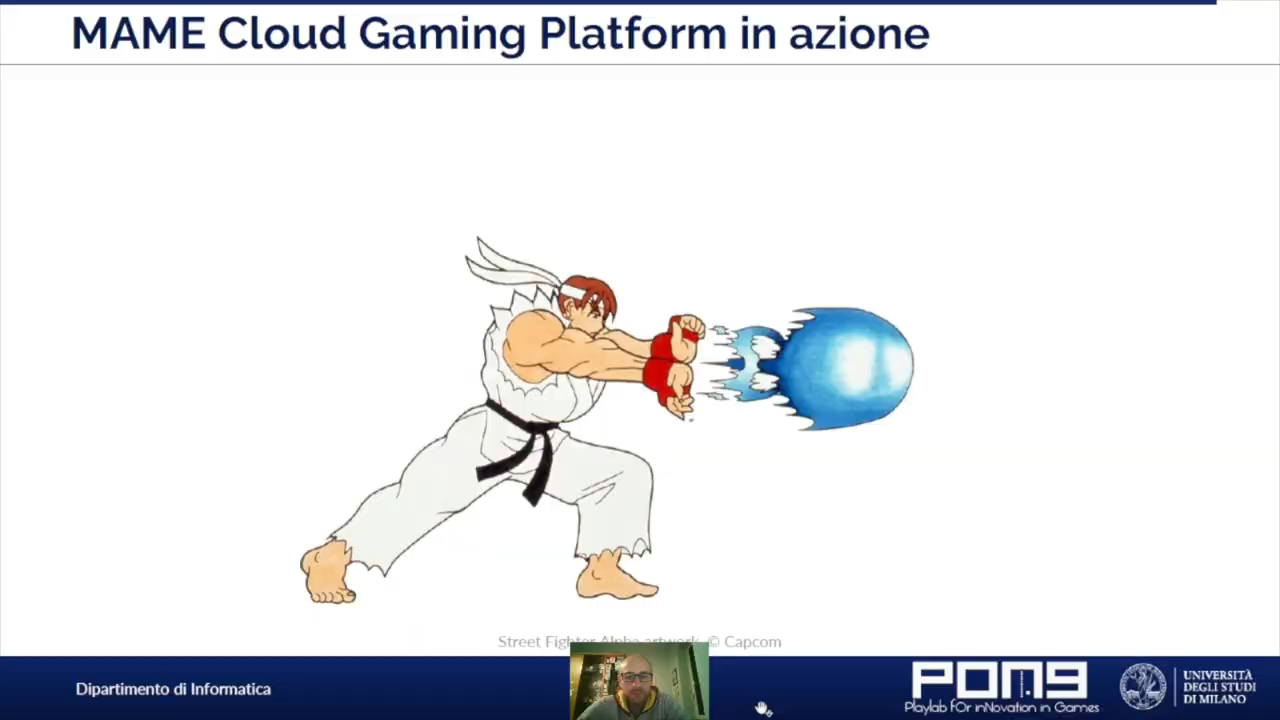 MAME Cloud Gaming Platform in azione
Street Fighter Alpha artwork © Capcom
Dipartimento di Informatica
PONG
Playlab fOr inNovation in Games
UNIVERSITÀ
DEGLI STUDI
DI MILANO